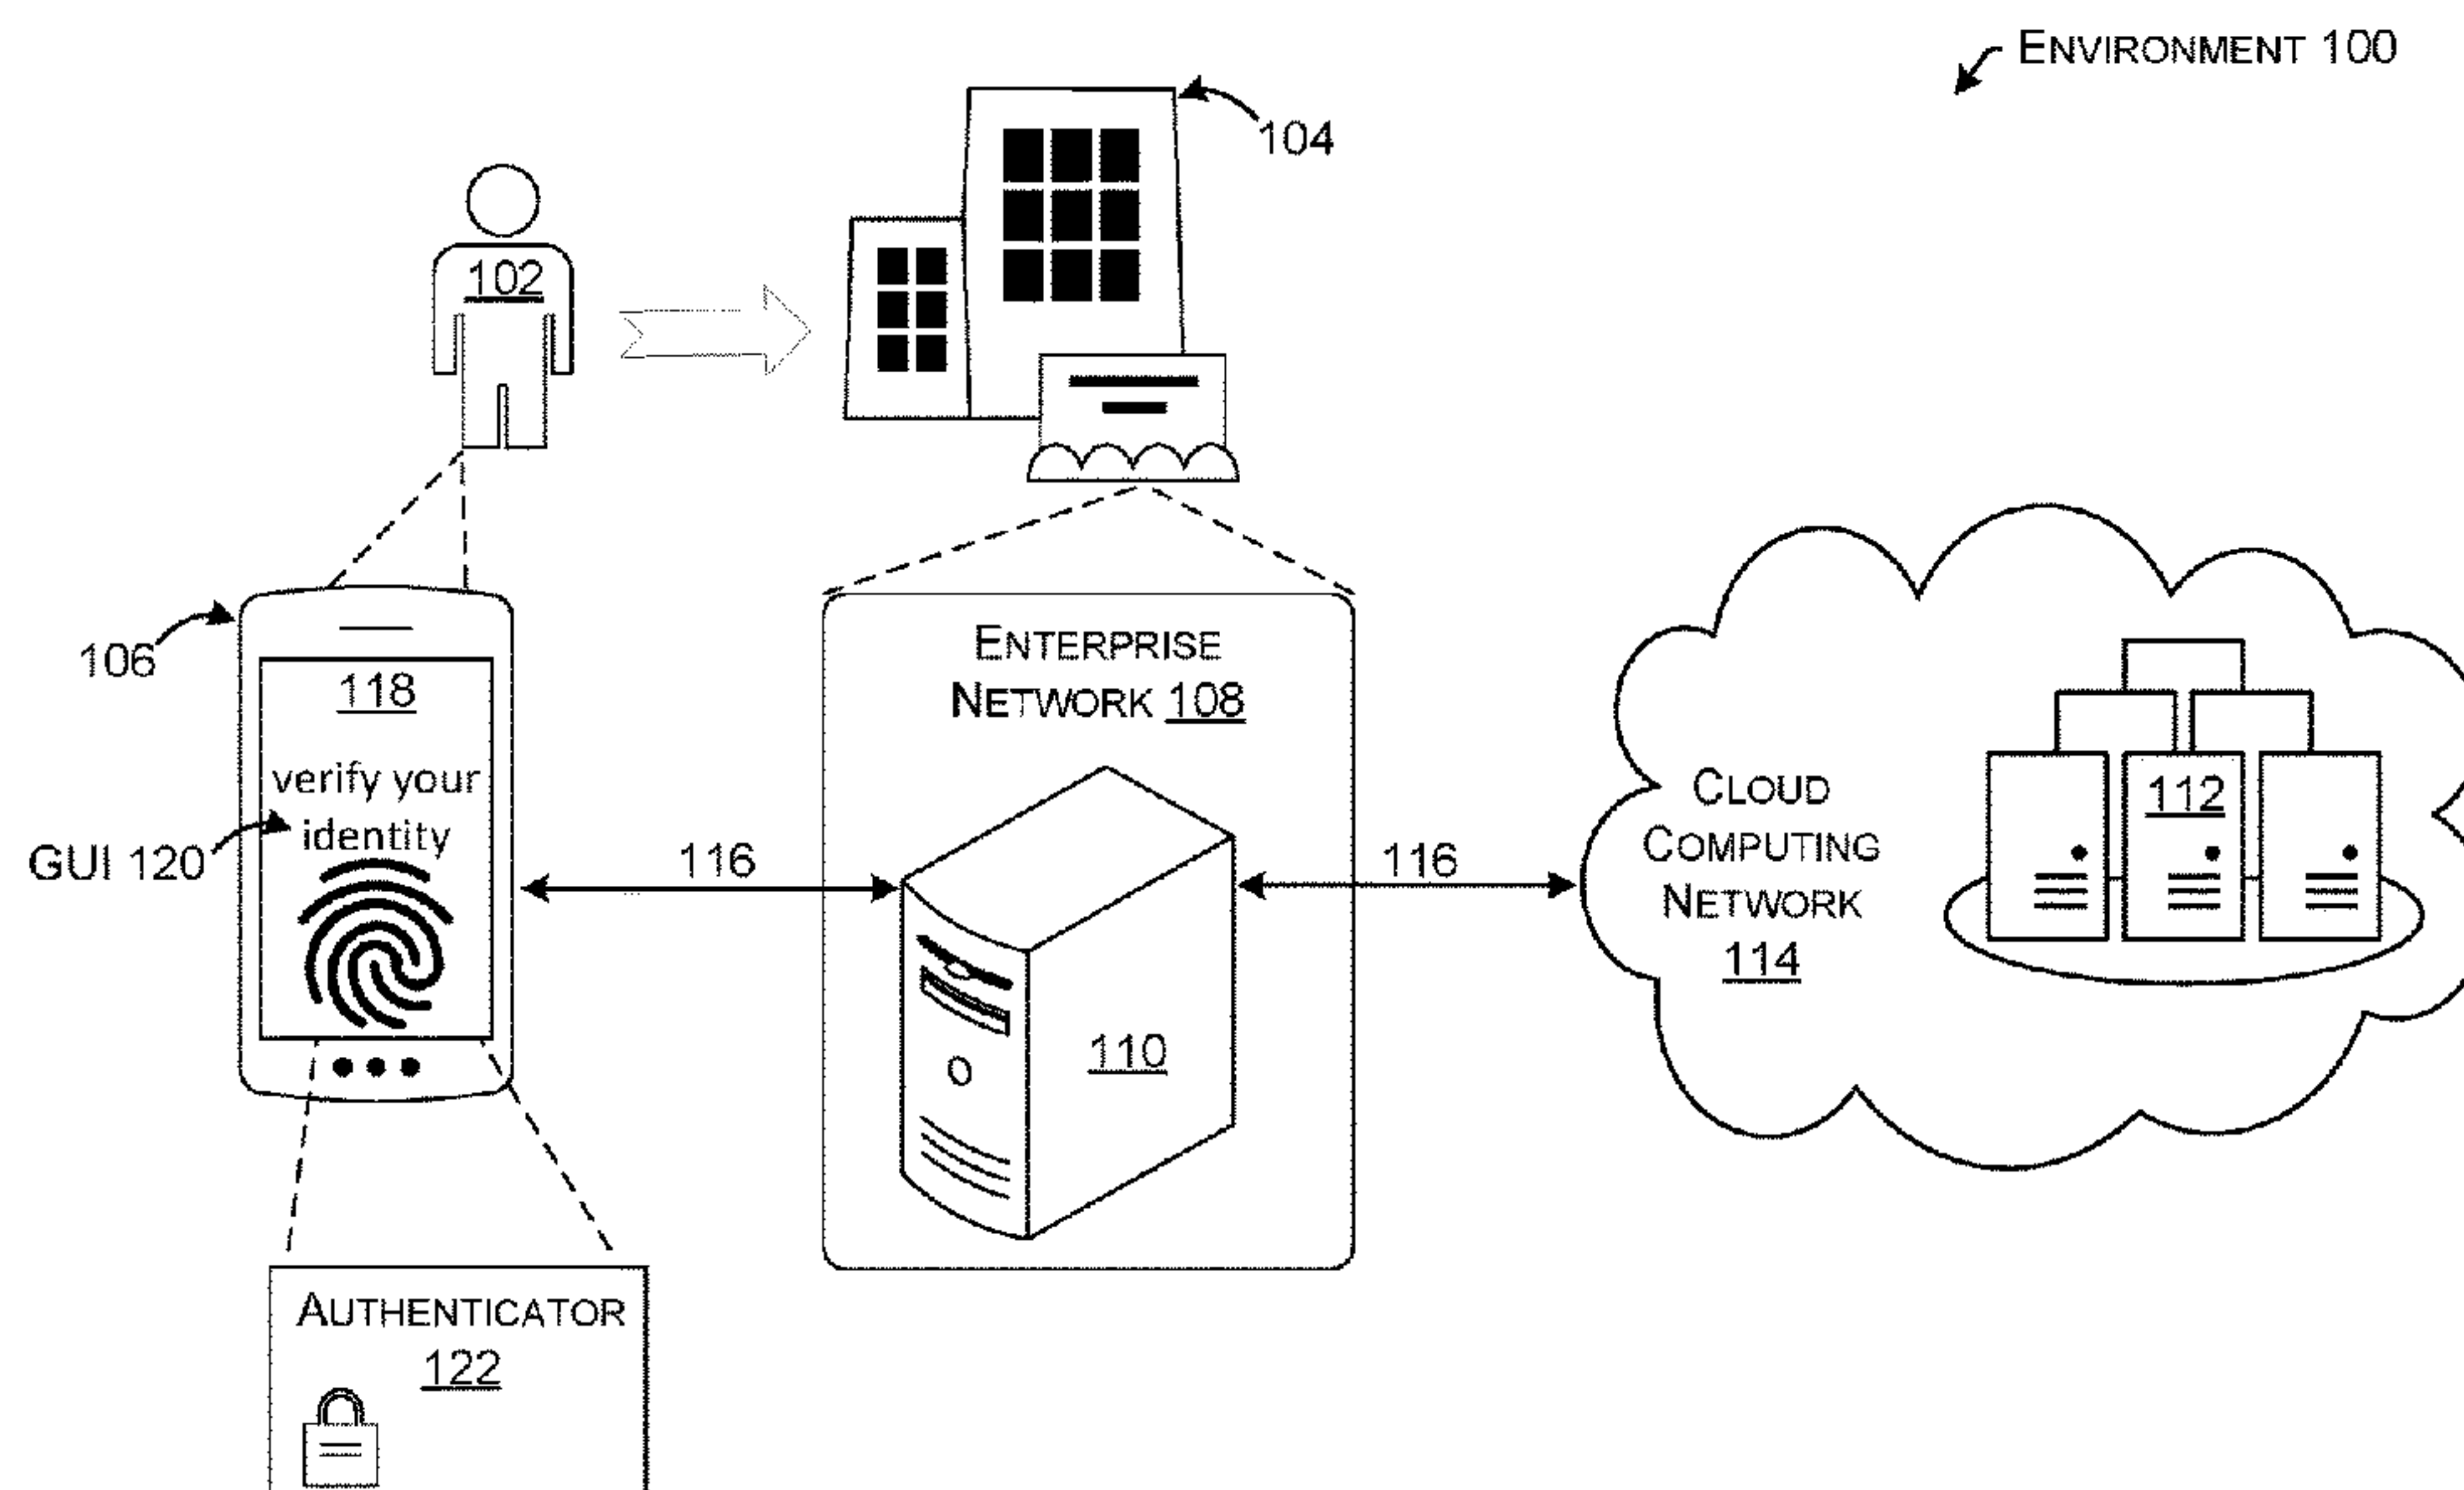 ENVIRONMENT 100
104
102
106
118
verify your
identity
GUI 120
116
ENTERPRISE
NETWORK 108
110
116
CLOUD
COMPUTING
NETWORK
114
112
AUTHENTICATOR
122